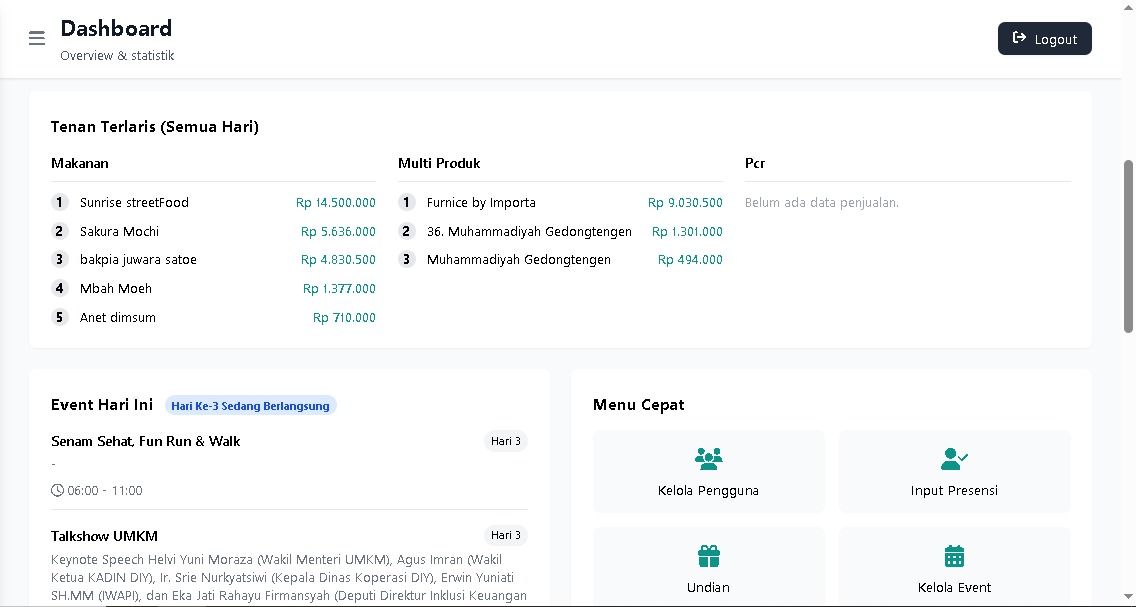 Dashboard
Overview & statistik
Logout
Tenan Terlaris (Semua Hari)
Makanan
1 Sunrise streetFood Rp 14.500.000
2 Sakura Mochi Rp 5.636.000
3 bakpia juwara satoe Rp 4.830.500
4 Mbah Moeh Rp 1.377.000
5 Anet dimsum Rp 710.000
Multi Produk
1 Furnice by Importa Rp 9.030.500
2 36. Muhammadiyah Gedongtengen Rp 1.301.000
3 Muhammadiyah Gedongtengen Rp 494.000
Pcr
Belum ada data penjualan.
Event Hari Ini Hari Ke-3 Sedang Berlangsung
Senam Sehat, Fun Run & Walk Hari 3
-
06:00 - 11:00
Talkshow UMKM Hari 3
Keynote Speech Helvi Yuni Moraza (Wakil Menteri UMKM), Agus Imran (Wakil
Ketua KADIN DIY), Ir. Srie Nurkyatsiwi (Kepala Dinas Koperasi DIY), Erwin Yuniati
SH.MM (IWAPI), dan Eka Jati Rahayu Firmansyah (Deputi Direktur Inklusi Keuangan
Menu Cepat
Kelola Pengguna
Input Presensi
Undian
Kelola Event